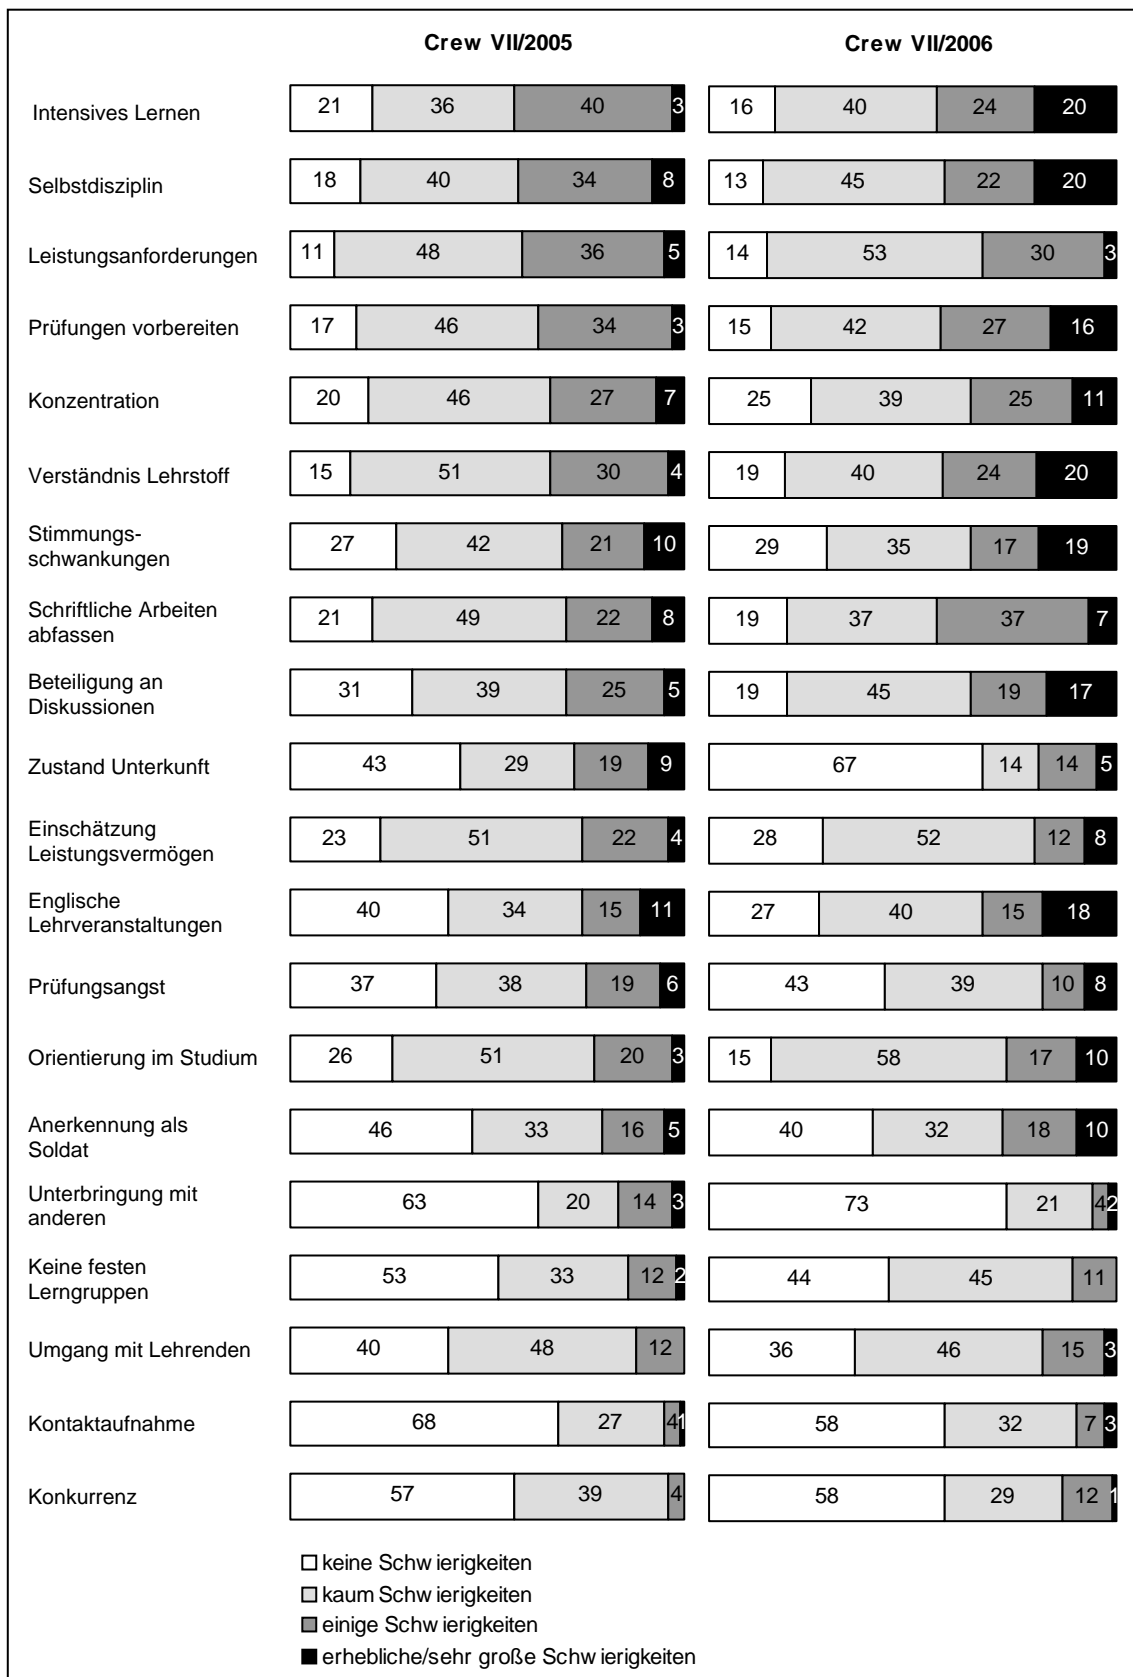 Crew VII/2005 Crew VII/2006
Intensives Lernen 21 36 40 3 16 40 24 20
Selbstdisziplin 18 40 34 8 13 45 22 20
Leistungsanforderungen 11 48 36 5 14 53 30 3
Prüfungen vorbereiten 17 46 34 3 15 42 27 16
Konzentration 20 46 27 7 25 39 25 11
Verständnis Lehrstoff 15 51 30 4 19 40 24 20
Stimmungs-
schwankungen 27 42 21 10 29 35 17 19
Schriftliche Arbeiten
abfassen 21 49 22 8 19 37 37 7
Beteiligung an
Diskussionen 31 39 25 5 19 45 19 17
Zustand Unterkunft 43 29 19 9 67 14 14 5
Einschätzung
Leistungsvermögen 23 51 22 4 28 52 12 8
Englische
Lehrveranstaltungen 40 34 15 11 27 40 15 18
Prüfungsangst 37 38 19 6 43 39 10 8
Orientierung im Studium 26 51 20 3 15 58 17 10
Anerkennung als
Soldat 46 33 16 5 40 32 18 10
Unterbringung mit
anderen 63 20 14 3 73 21 4 2
Keine festen
Lerngruppen 53 33 12 2 44 45 11
Umgang mit Lehrenden 40 48 12 36 46 15 3
Kontaktaufnahme 68 27 4 1 58 32 7 3
Konkurrenz 57 39 4 58 29 12 1
keine Schwierigkeiten
kaum Schwierigkeiten
einige Schwierigkeiten
erhebliche/sehr große Schwierigkeiten